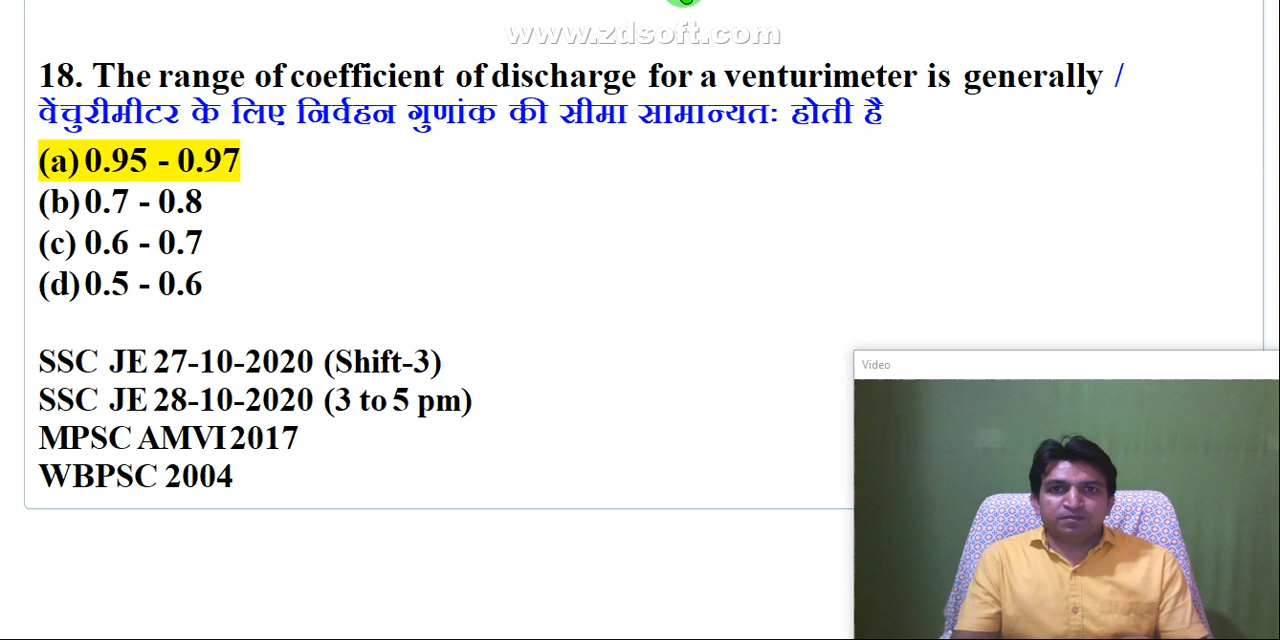 www.zdsoft.com
18. The range of coefficient of discharge for a venturimeter is generally /
वेंचुरीमीटर के लिए निर्वहन गुणांक की सीमा सामान्यतः होती है
(a) 0.95 - 0.97
(b) 0.7 - 0.8
(c) 0.6 - 0.7
(d) 0.5 - 0.6
SSC JE 27-10-2020 (Shift-3)
SSC JE 28-10-2020 (3 to 5 pm)
MPSC AMVI 2017
WBPSC 2004
Video